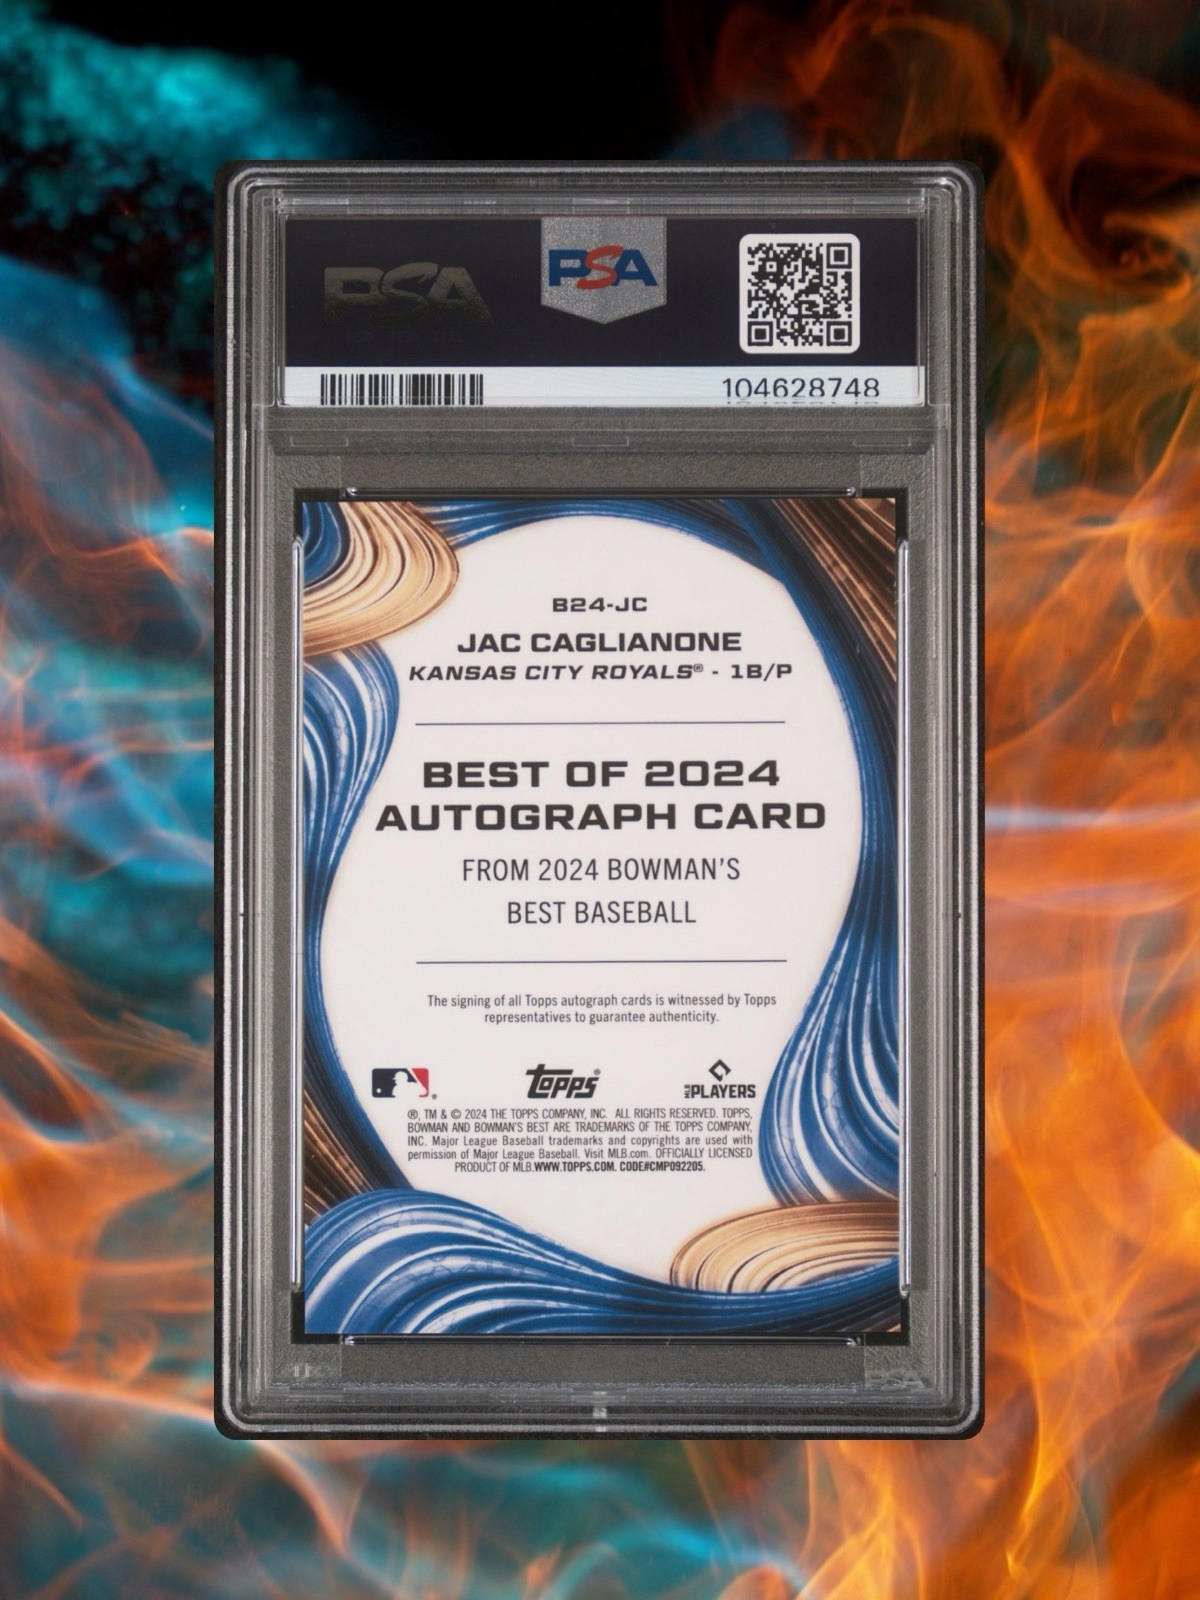 PSA
PSA
104628748
B24-JC
JAC CAGLIANONE
KANSAS CITY ROYALS® - 1B/P
BEST OF 2024
AUTOGRAPH CARD
FROM 2024 BOWMAN'S
BEST BASEBALL
The signing of all Topps autograph cards is witnessed by Topps
representatives to guarantee authenticity.
Topps®
MLB PLAYERS
®, TM & © 2024 THE TOPPS COMPANY, INC. ALL RIGHTS RESERVED. TOPPS,
BOWMAN AND BOWMAN'S BEST ARE TRADEMARKS OF THE TOPPS COMPANY,
INC. Major League Baseball trademarks and copyrights are used with
permission of Major League Baseball. Visit MLB.com. OFFICIALLY LICENSED
PRODUCT OF MLB.WWW.TOPPS.COM. CODE#CMP092205.
PSA